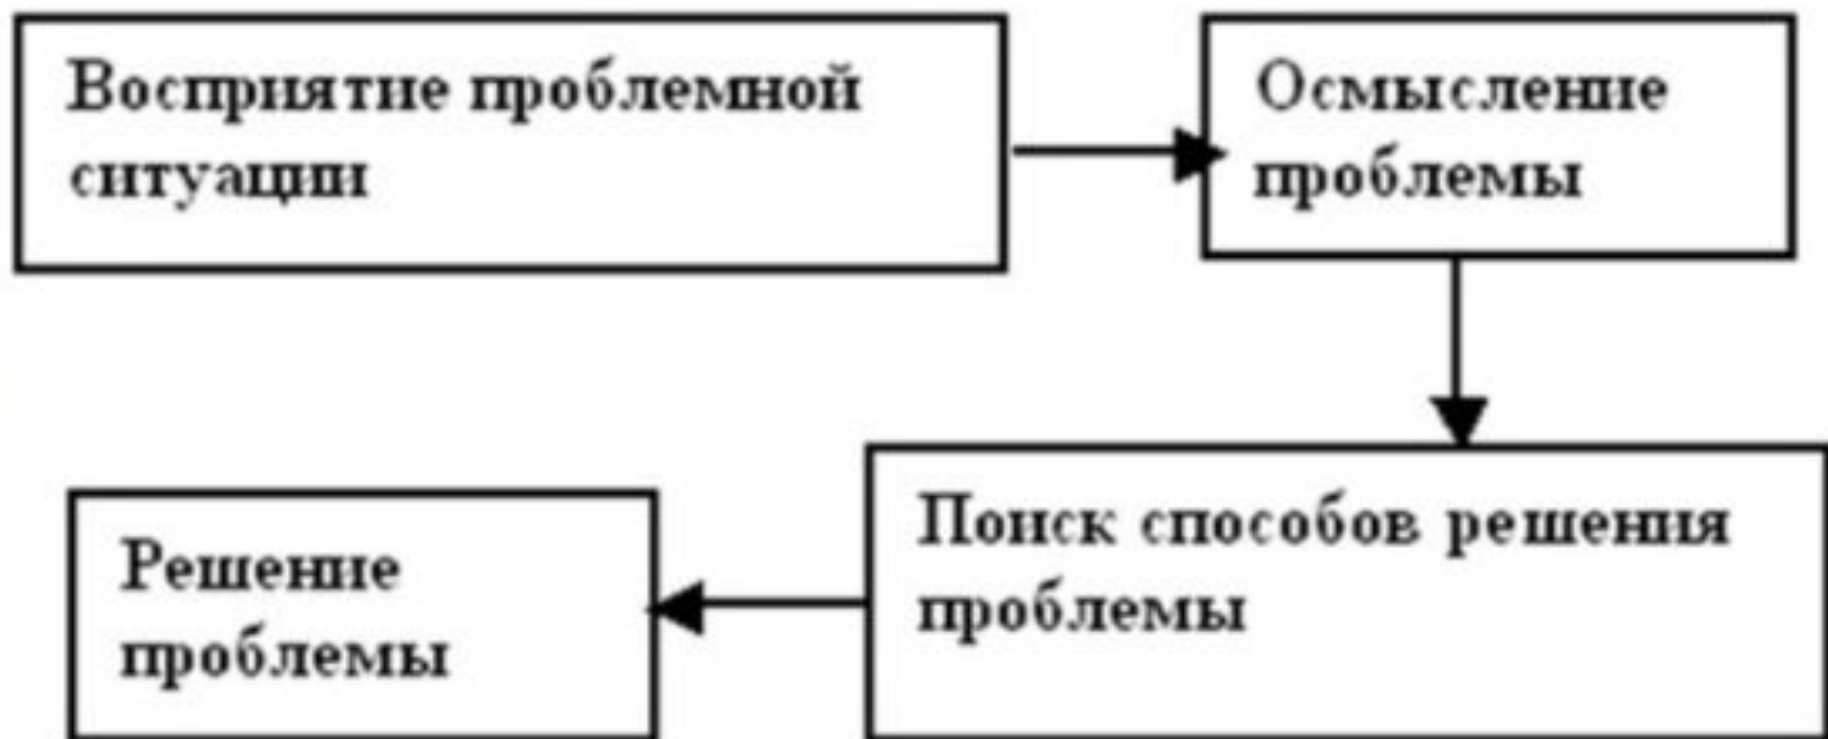 Восприятие проблемной
ситуации
Осмысление
проблемы
Поиск способов решения
проблемы
Решение
проблемы